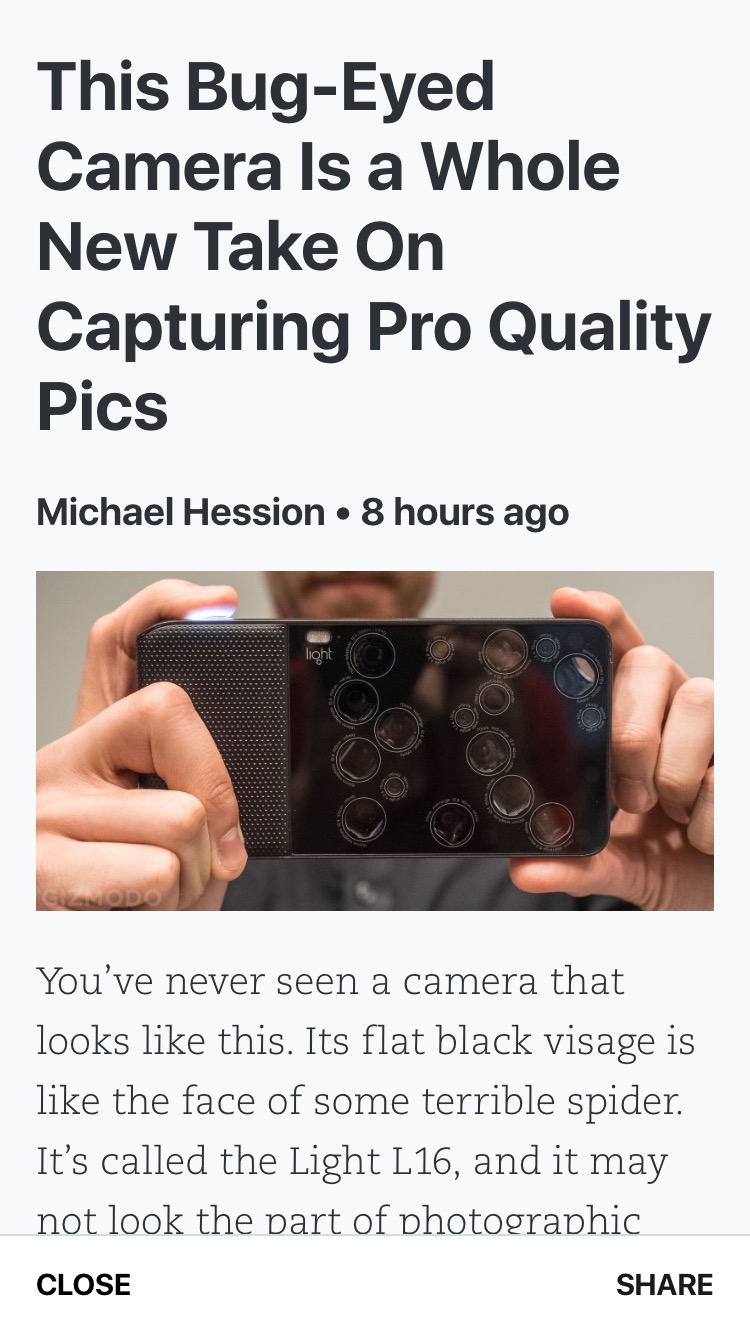 This Bug-Eyed
Camera Is a Whole
New Take On
Capturing Pro Quality
Pics
Michael Hession • 8 hours ago
light
GIZMODO
You’ve never seen a camera that
looks like this. Its flat black visage is
like the face of some terrible spider.
It’s called the Light L16, and it may
not look the part of photographic
CLOSE
SHARE